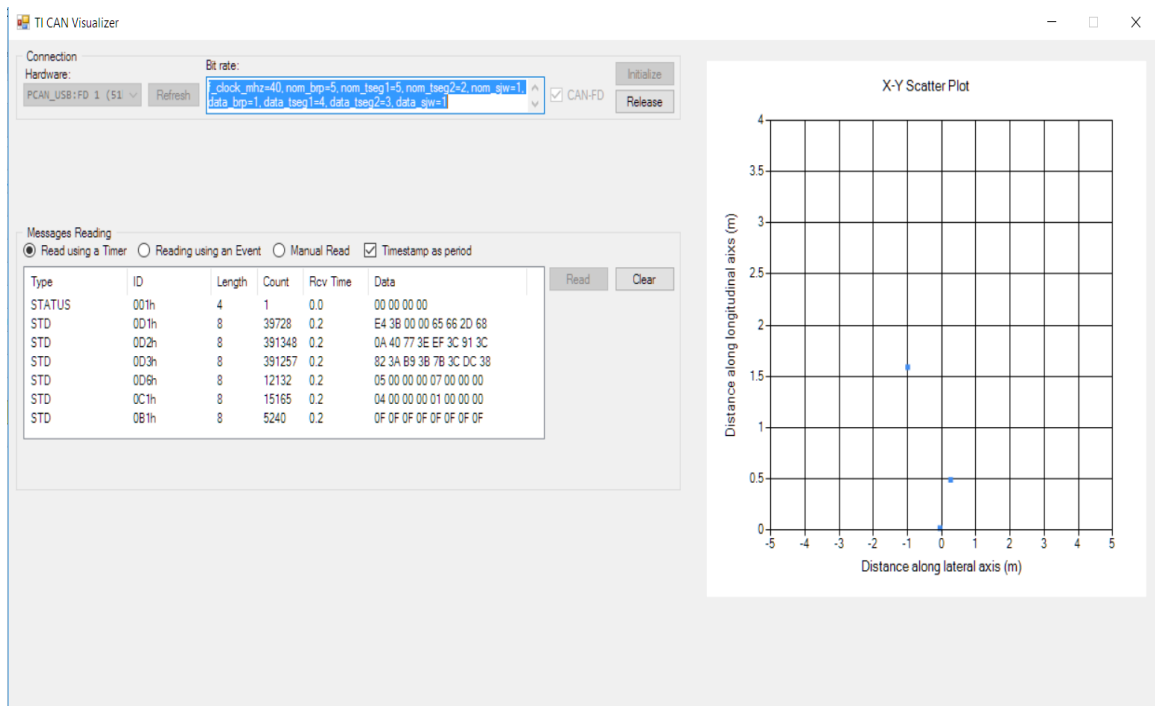 TI CAN Visualizer
Connection
Hardware:
Bit rate:
PCAN_USB:FD 1 (51
Refresh
f_clock_mhz=40, nom_brp=5, nom_tseg1=5, nom_tseg2=2, nom_sjw=1,
data_brp=1, data_tseg1=4, data_tseg2=3, data_sjw=1
CAN-FD
Initialize
Release
Messages Reading
Read using a Timer Reading using an Event Manual Read Timestamp as period
Type ID Length Count Rcv Time Data
STATUS 001h 4 1 0.0 00 00 00 00
STD 0D1h 8 39728 0.2 E4 3B 00 00 65 66 2D 68
STD 0D2h 8 391348 0.2 0A 40 77 3E EF 3C 91 3C
STD 0D3h 8 391257 0.2 82 3A B9 3B 7B 3C DC 38
STD 0D6h 8 12132 0.2 05 00 00 00 07 00 00 00
STD 0C1h 8 15165 0.2 04 00 00 00 01 00 00 00
STD 0B1h 8 5240 0.2 0F 0F 0F 0F 0F 0F 0F 0F
Read
Clear
X-Y Scatter Plot
Distance along longitudinal aixs (m)
4
3.5
3
2.5
2
1.5
1
0.5
0
-5 -4 -3 -2 -1 0 1 2 3 4 5
Distance along lateral axis (m)